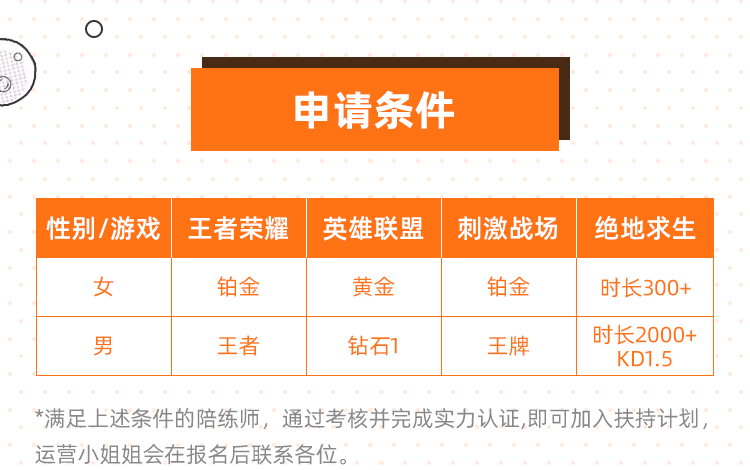 申请条件
性别/游戏 王者荣耀 英雄联盟 刺激战场 绝地求生
女 铂金 黄金 铂金 时长300+
男 王者 钻石1 王牌 时长2000+
KD1.5
*满足上述条件的陪练师，通过考核并完成实力认证,即可加入扶持计划，
运营小姐姐会在报名后联系各位。